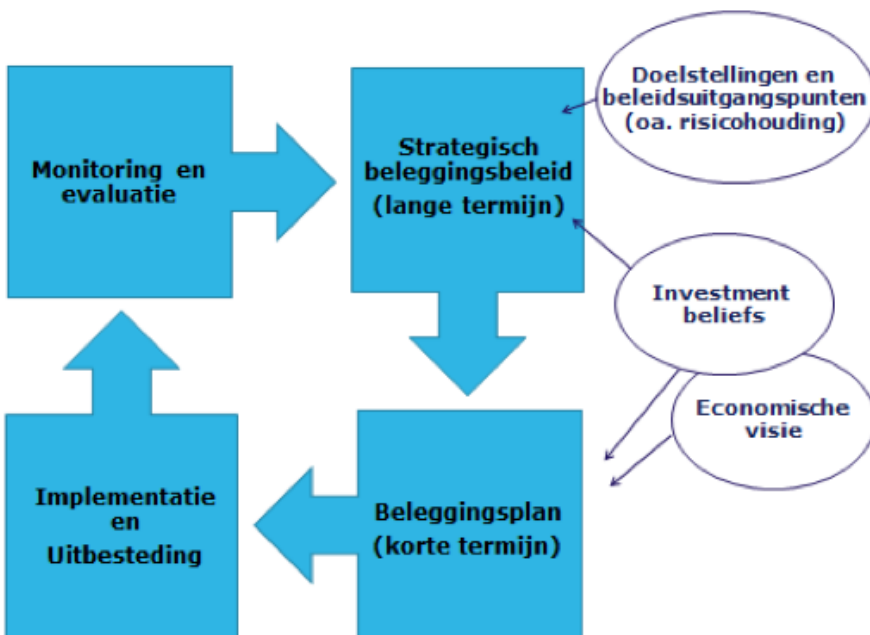 Monitoring en
evaluatie
Strategisch
beleggingsbeleid
(lange termijn)
Doelstellingen en
beleidsuitgangspunten
(oa. risicohouding)
Investment
beliefs
Economische
visie
Beleggingsplan
(korte termijn)
Implementatie
en
Uitbesteding